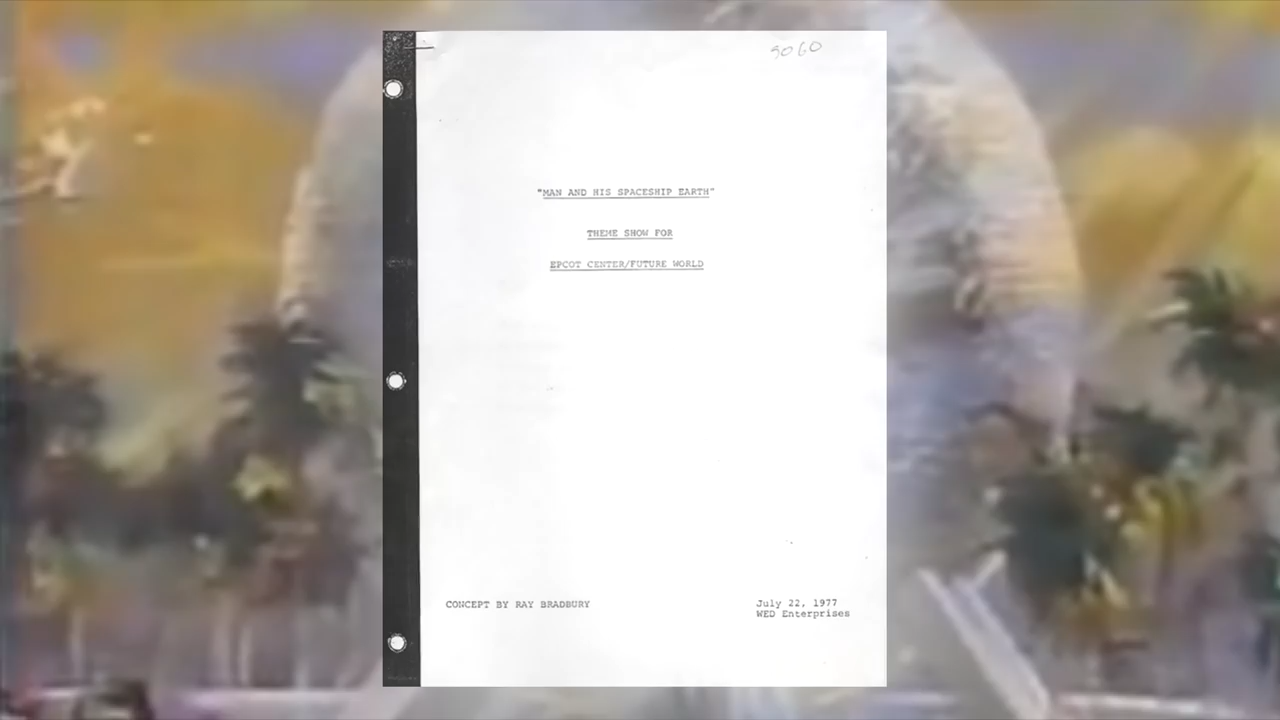 5060
"MAN AND HIS SPACESHIP EARTH"
THEME SHOW FOR
EPCOT CENTER/FUTURE WORLD
CONCEPT BY RAY BRADBURY
July 22, 1977
WED Enterprises